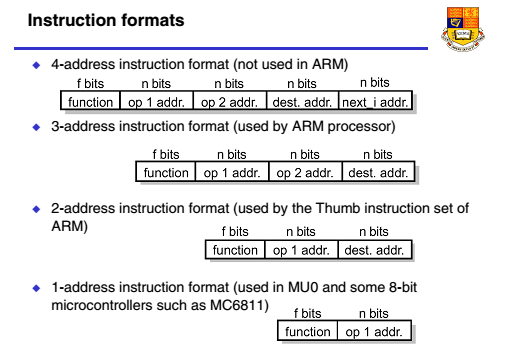 Instruction formats
4-address instruction format (not used in ARM)
f bits n bits n bits n bits n bits
function op 1 addr. op 2 addr. dest. addr. next_i addr.
3-address instruction format (used by ARM processor)
f bits n bits n bits n bits
function op 1 addr. op 2 addr. dest. addr.
2-address instruction format (used by the Thumb instruction set of
ARM)
f bits n bits n bits
function op 1 addr. dest. addr.
1-address instruction format (used in MU0 and some 8-bit
microcontrollers such as MC6811)
f bits n bits
function op 1 addr.